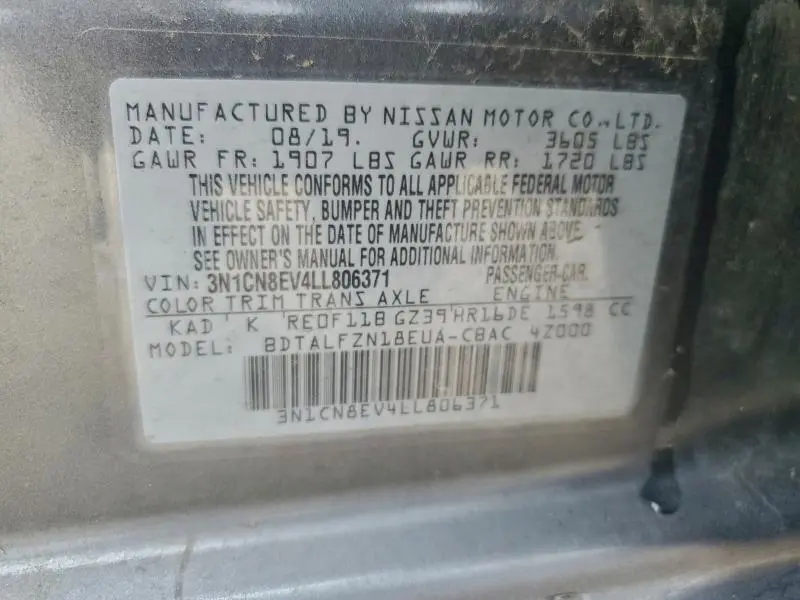 MANUFACTURED BY NISSAN MOTOR CO.,LTD.
DATE: 08/19. GVWR: 3605 LBS
GAWR FR: 1907 LBS GAWR RR: 1720 LBS
THIS VEHICLE CONFORMS TO ALL APPLICABLE FEDERAL MOTOR
VEHICLE SAFETY, BUMPER AND THEFT PREVENTION STANDARDS
IN EFFECT ON THE DATE OF MANUFACTURE SHOWN ABOVE.
SEE OWNER'S MANUAL FOR ADDITIONAL INFORMATION.
VIN: 3N1CN8EV4LL806371 PASSENGER-CAR
COLOR TRIM TRANS AXLE ENGINE
KAD K RE0F11B GZ39 HR16DE 1598 CC
MODEL: BDTALFZN18EUA-CBAC 4Z000
3N1CN8EV4LL806371